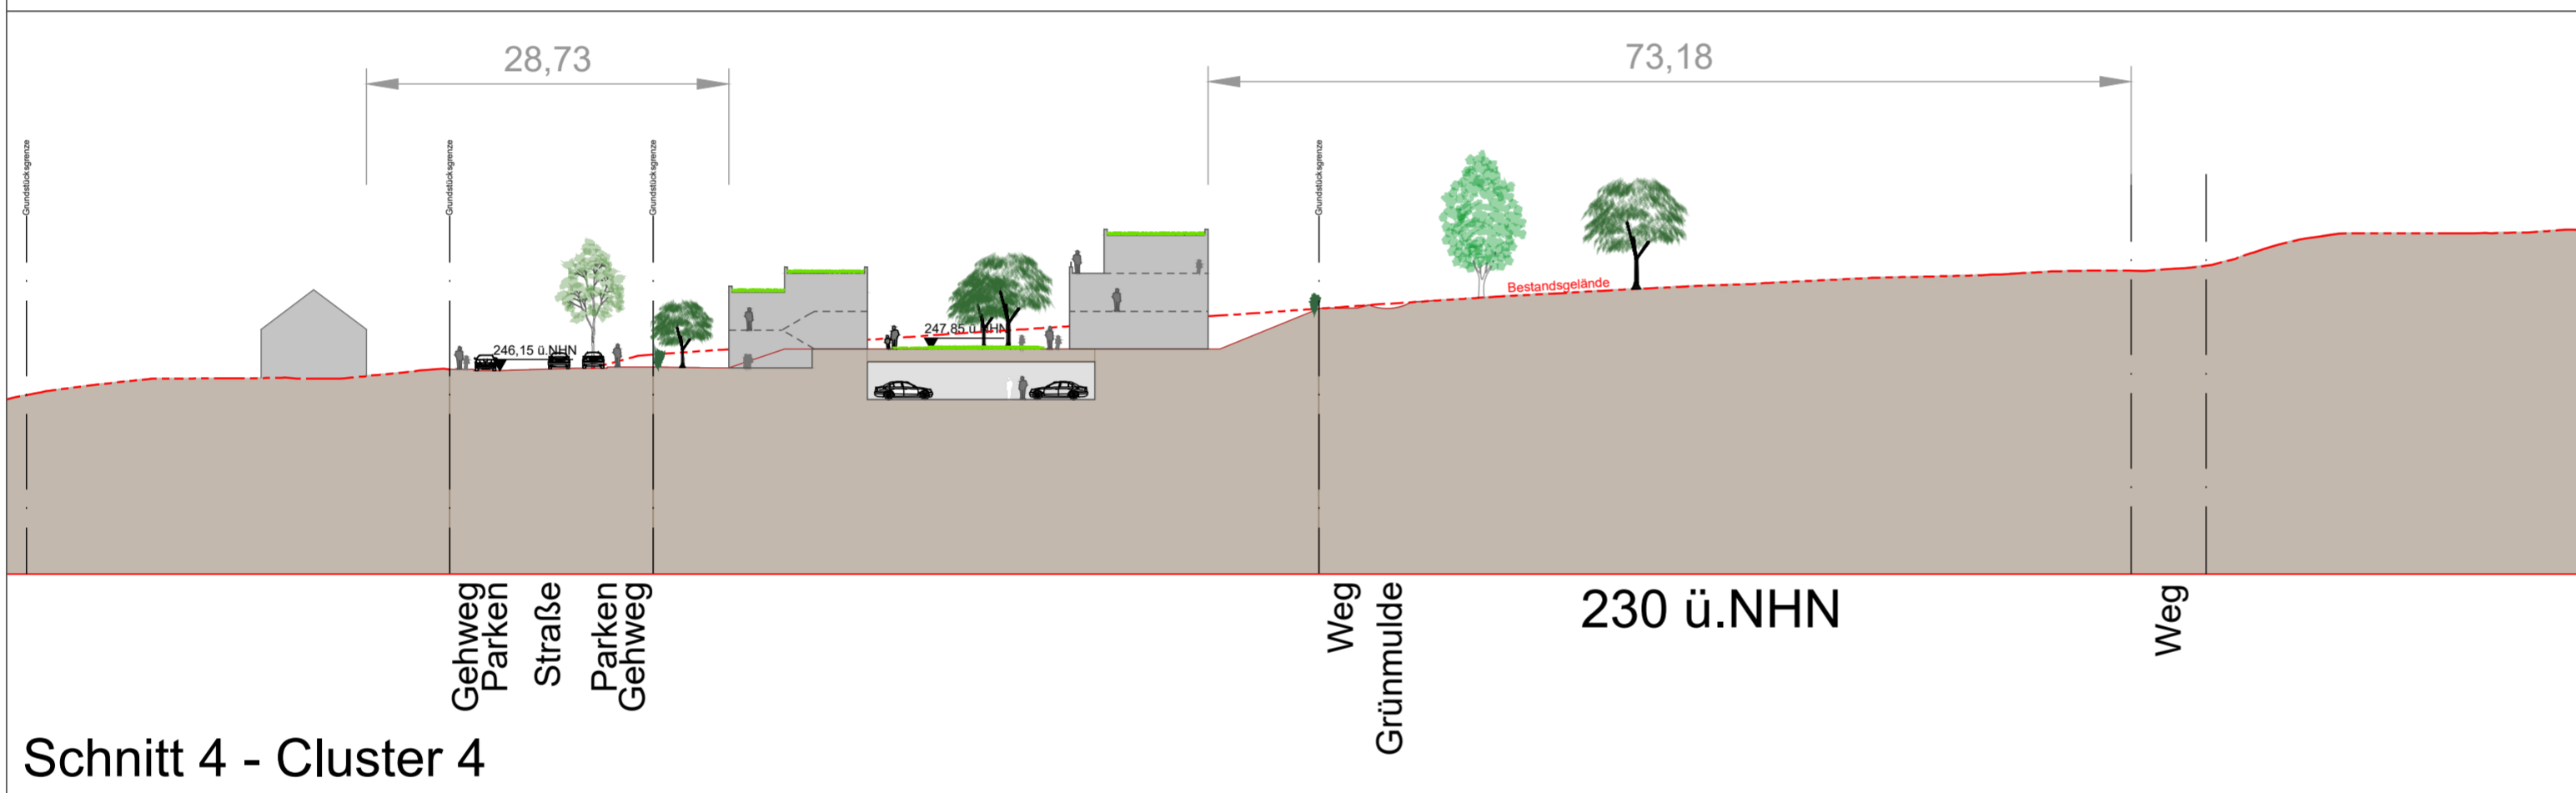 28,73
73,18
Grundstücksgrenze
Grundstücksgrenze
Grundstücksgrenze
Grundstücksgrenze
Bestandsgelände
247,85 ü.NHN
246,15 ü.NHN
Gehweg
Parken
Straße
Parken
Gehweg
Weg
Grünmulde
230 ü.NHN
Weg
Schnitt 4 - Cluster 4